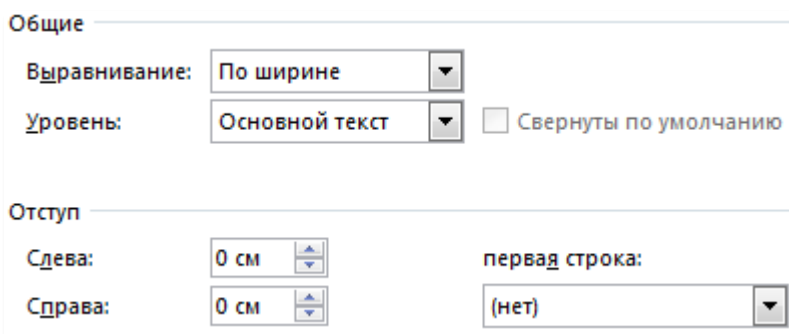 Общие
Выравнивание: По ширине
Уровень: Основной текст Свернуты по умолчанию
Отступ
Слева: 0 см первая строка:
Справа: 0 см (нет)